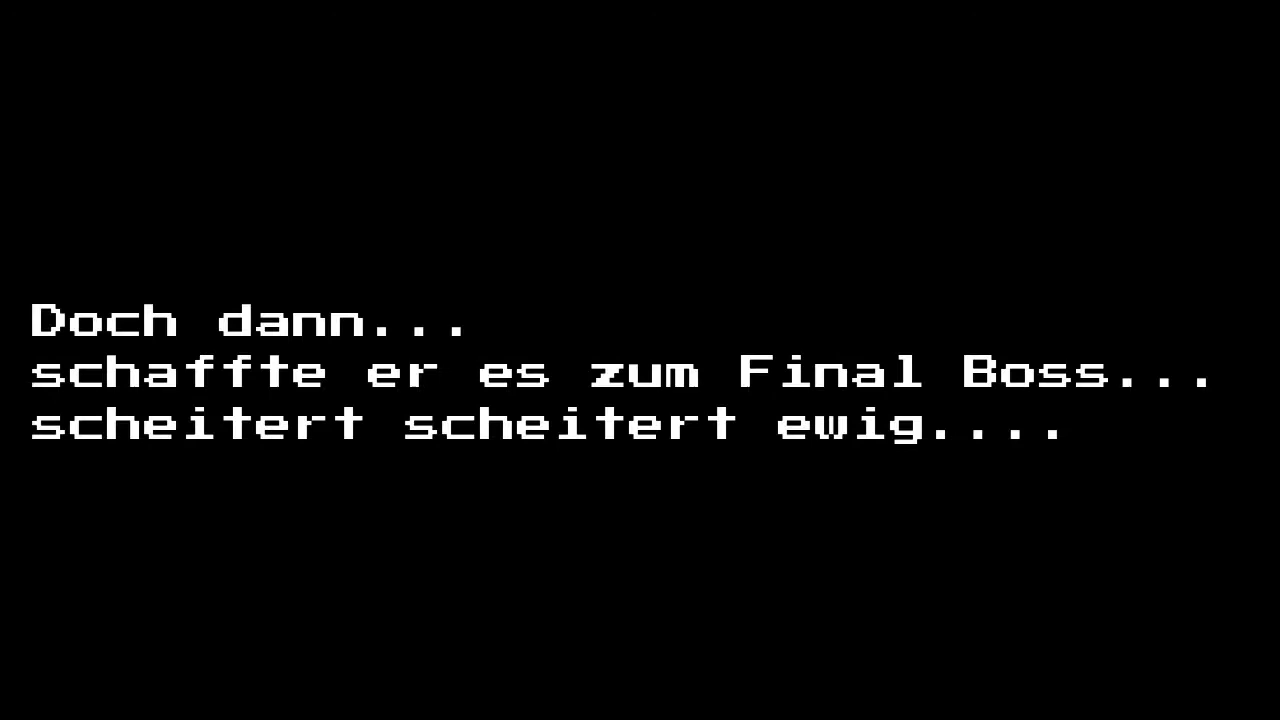 Doch dann...
schaffte er es zum Final Boss...
scheitert scheitert ewig....